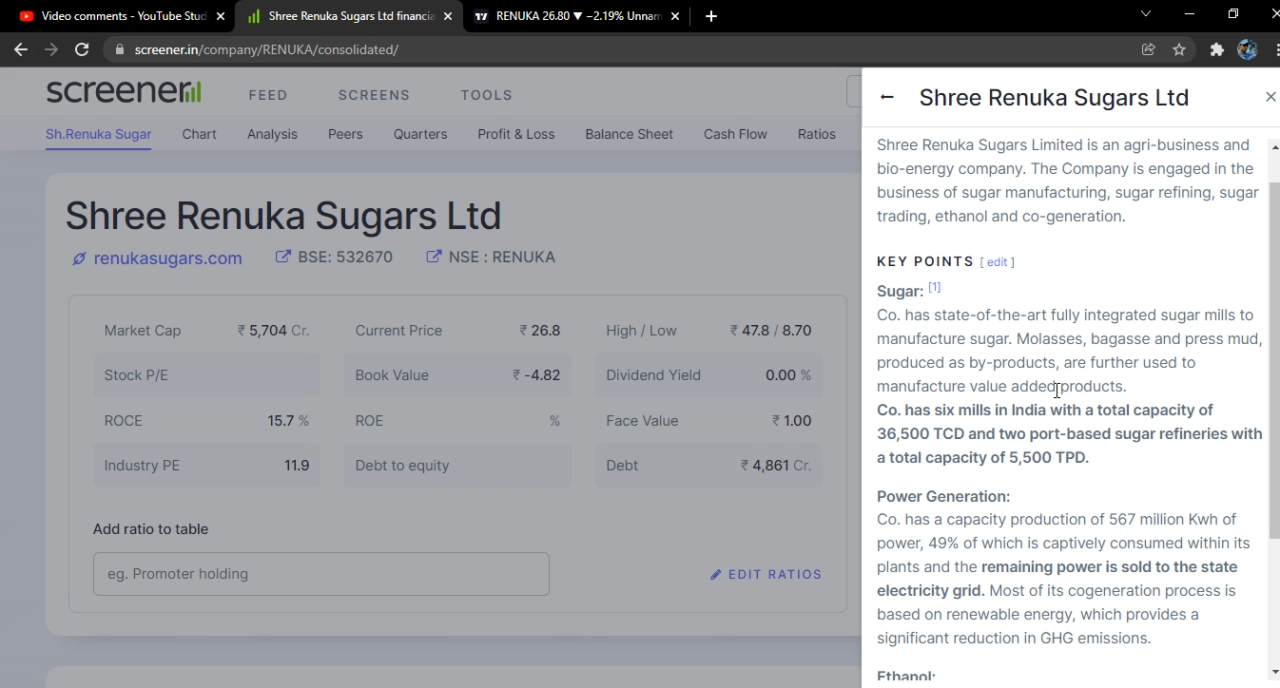 Video comments - YouTube Stud
Shree Renuka Sugars Ltd financia
RENUKA 26.80 ▼ −2.19% Unnam
screener.in/company/RENUKA/consolidated/
screener
FEED
SCREENS
TOOLS
Sh.Renuka Sugar
Chart
Analysis
Peers
Quarters
Profit & Loss
Balance Sheet
Cash Flow
Ratios
Shree Renuka Sugars Ltd
renukasugars.com
BSE: 532670
NSE : RENUKA
Market Cap ₹ 5,704 Cr.
Current Price ₹ 26.8
High / Low ₹ 47.8 / 8.70
Stock P/E
Book Value ₹ -4.82
Dividend Yield 0.00 %
ROCE 15.7 %
ROE %
Face Value ₹ 1.00
Industry PE 11.9
Debt to equity
Debt ₹ 4,861 Cr.
Add ratio to table
eg. Promoter holding
EDIT RATIOS
Shree Renuka Sugars Ltd
Shree Renuka Sugars Limited is an agri-business and
bio-energy company. The Company is engaged in the
business of sugar manufacturing, sugar refining, sugar
trading, ethanol and co-generation.
KEY POINTS [ edit ]
Sugar: [1]
Co. has state-of-the-art fully integrated sugar mills to
manufacture sugar. Molasses, bagasse and press mud,
produced as by-products, are further used to
manufacture value added products.
Co. has six mills in India with a total capacity of
36,500 TCD and two port-based sugar refineries with
a total capacity of 5,500 TPD.
Power Generation:
Co. has a capacity production of 567 million Kwh of
power, 49% of which is captively consumed within its
plants and the remaining power is sold to the state
electricity grid. Most of its cogeneration process is
based on renewable energy, which provides a
significant reduction in GHG emissions.
Ethanol: